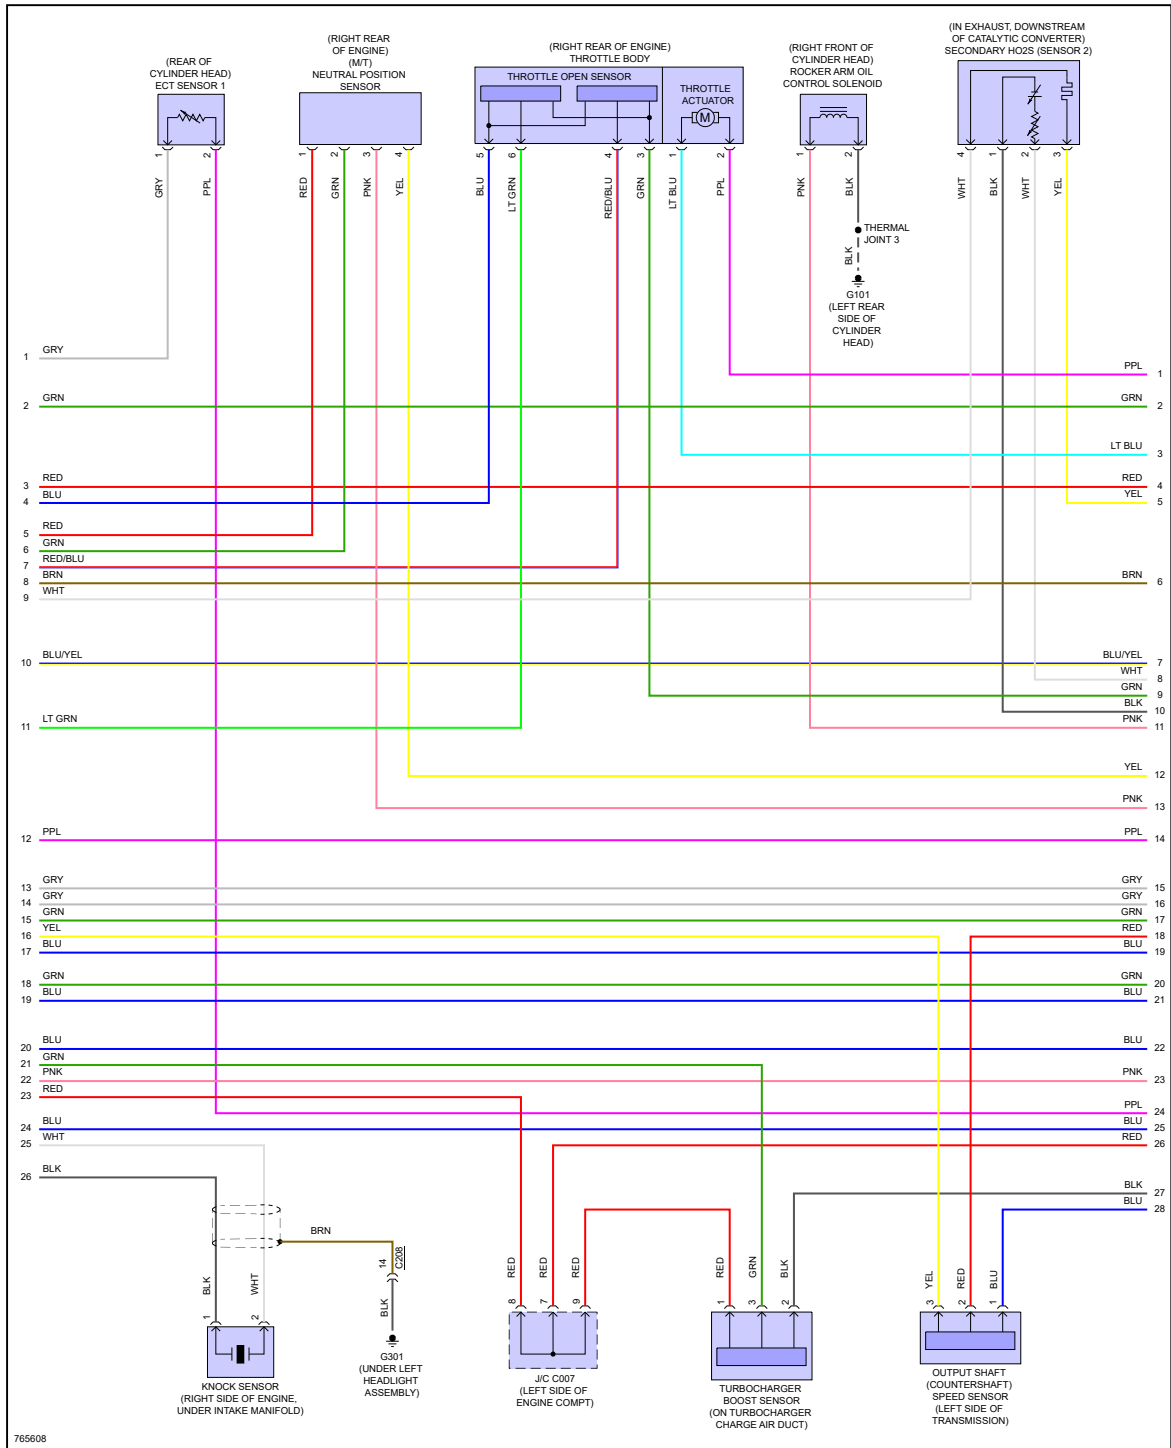 (REAR OF
CYLINDER HEAD)
ECT SENSOR 1
(RIGHT REAR
OF ENGINE)
(M/T)
NEUTRAL POSITION
SENSOR
(RIGHT REAR OF ENGINE)
THROTTLE BODY
THROTTLE OPEN SENSOR
THROTTLE
ACTUATOR
M
(RIGHT FRONT OF
CYLINDER HEAD)
ROCKER ARM OIL
CONTROL SOLENOID
(IN EXHAUST, DOWNSTREAM
OF CATALYTIC CONVERTER)
SECONDARY HO2S (SENSOR 2)
1 2 1 2 3 4 5 6 4 3 1 2 1 2 4 1 2 3
GRY PPL RED GRN PNK YEL BLU LT GRN RED/BLU GRN LT BLU PPL PNK BLK WHT BLK WHT YEL
THERMAL
JOINT 3
BLK
G101
(LEFT REAR
SIDE OF
CYLINDER
HEAD)
1 GRY
PPL 1
2 GRN
GRN 2
LT BLU 3
3 RED
RED 4
4 BLU
YEL 5
5 RED
6 GRN
7 RED/BLU
8 BRN
BRN 6
9 WHT
10 BLU/YEL
BLU/YEL 7
WHT 8
GRN 9
BLK 10
11 LT GRN
PNK 11
YEL 12
PNK 13
12 PPL
PPL 14
13 GRY
GRY 15
14 GRY
GRY 16
15 GRN
GRN 17
16 YEL
RED 18
17 BLU
BLU 19
18 GRN
GRN 20
19 BLU
BLU 21
20 BLU
BLU 22
21 GRN
22 PNK
PNK 23
23 RED
PPL 24
24 BLU
BLU 25
25 WHT
RED 26
26 BLK
BLK 27
BLU 28
BRN
14 C208
BLK
BLK WHT
1 2
KNOCK SENSOR
(RIGHT SIDE OF ENGINE,
UNDER INTAKE MANIFOLD)
G301
(UNDER LEFT
HEADLIGHT
ASSEMBLY)
RED RED RED
8 7 9
J/C C007
(LEFT SIDE OF
ENGINE COMPT)
RED GRN BLK
1 3 2
TURBOCHARGER
BOOST SENSOR
(ON TURBOCHARGER
CHARGE AIR DUCT)
YEL RED BLU
3 2 1
OUTPUT SHAFT
(COUNTERSHAFT)
SPEED SENSOR
(LEFT SIDE OF
TRANSMISSION)
765608